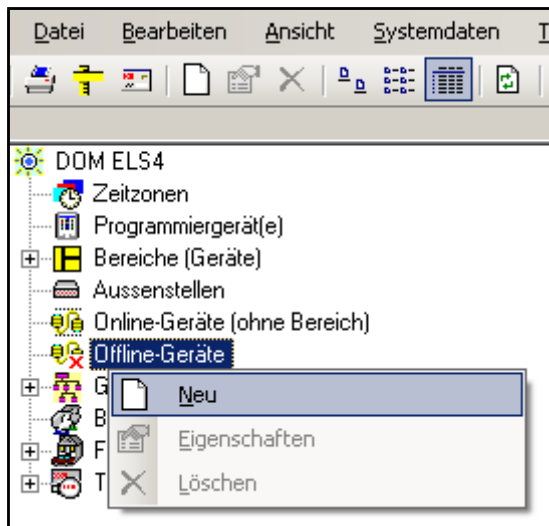 Datei Bearbeiten Ansicht Systemdaten T
DOM ELS4
Zeitzonen
Programmiergerät(e)
Bereiche (Geräte)
Aussenstellen
Online-Geräte (ohne Bereich)
Offline-Geräte
G
Neu
B
Eigenschaften
F
T
Löschen